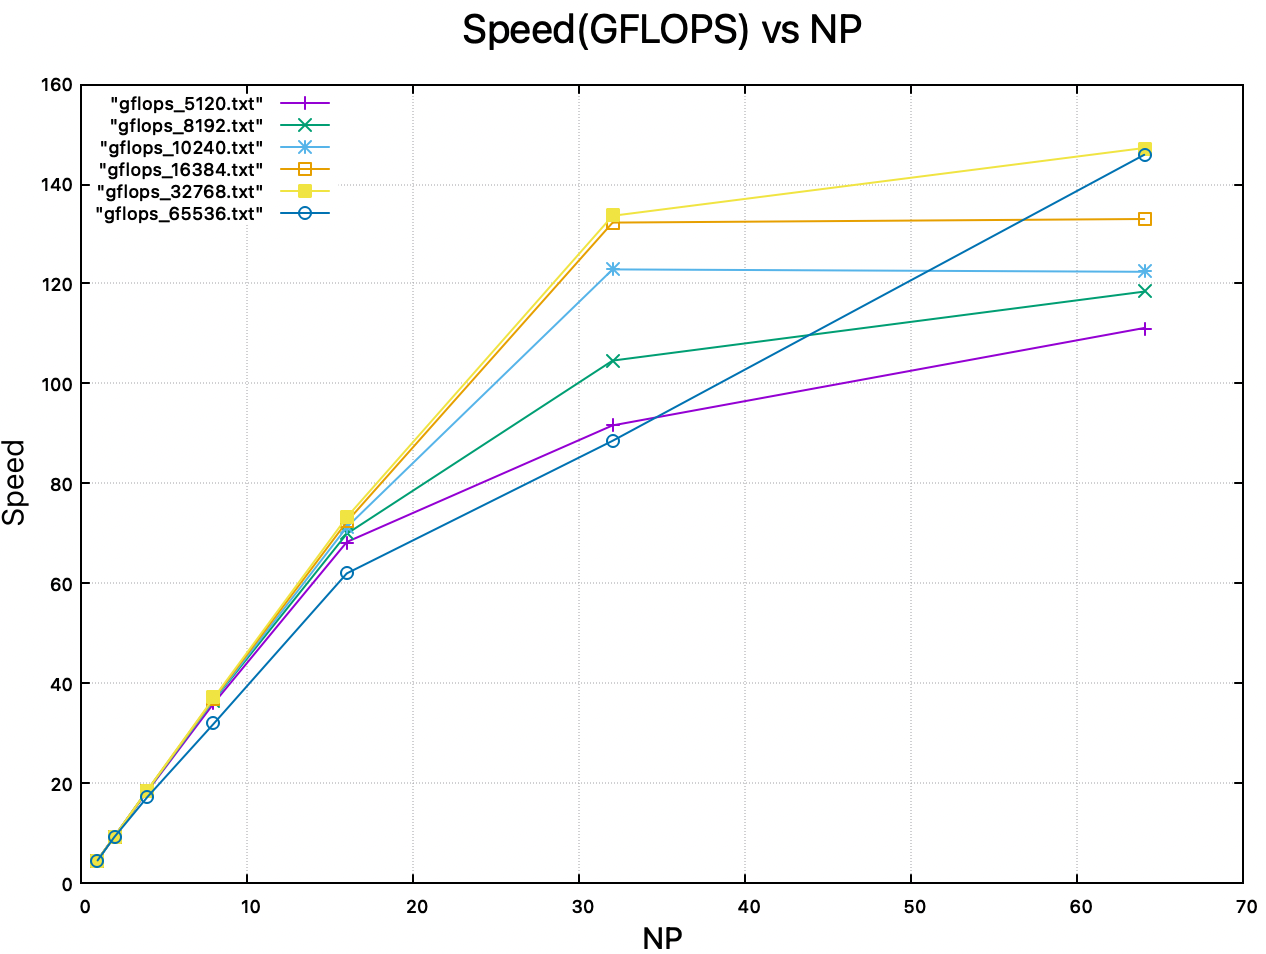 Speed(GFLOPS) vs NP
160
"gflops_5120.txt"
"gflops_8192.txt"
"gflops_10240.txt"
"gflops_16384.txt"
"gflops_32768.txt"
"gflops_65536.txt"
140
120
100
80
60
40
20
0
Speed
0 10 20 30 40 50 60 70
NP